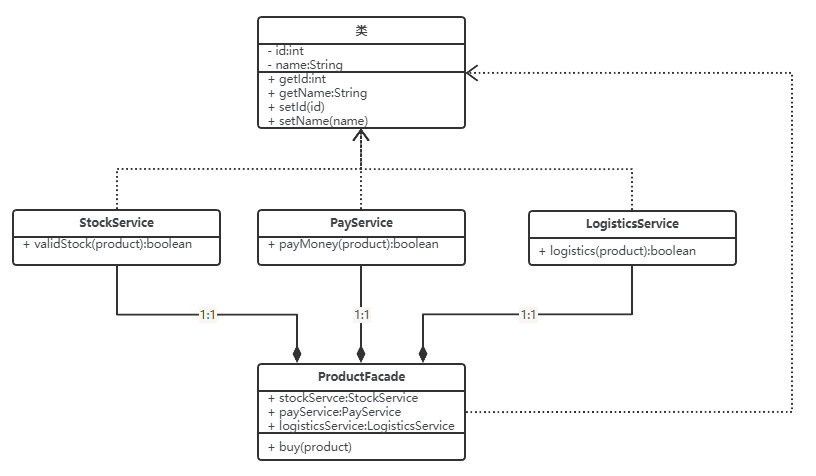 类
- id:int
- name:String
+ getId:int
+ getName:String
+ setId(id)
+ setName(name)
StockService
+ validStock(product):boolean
PayService
+ payMoney(product):boolean
LogisticsService
+ logistics(product):boolean
1:1
1:1
1:1
ProductFacade
+ stockServce:StockService
+ payService:PayService
+ logisticsService:LogisticsService
+ buy(product)